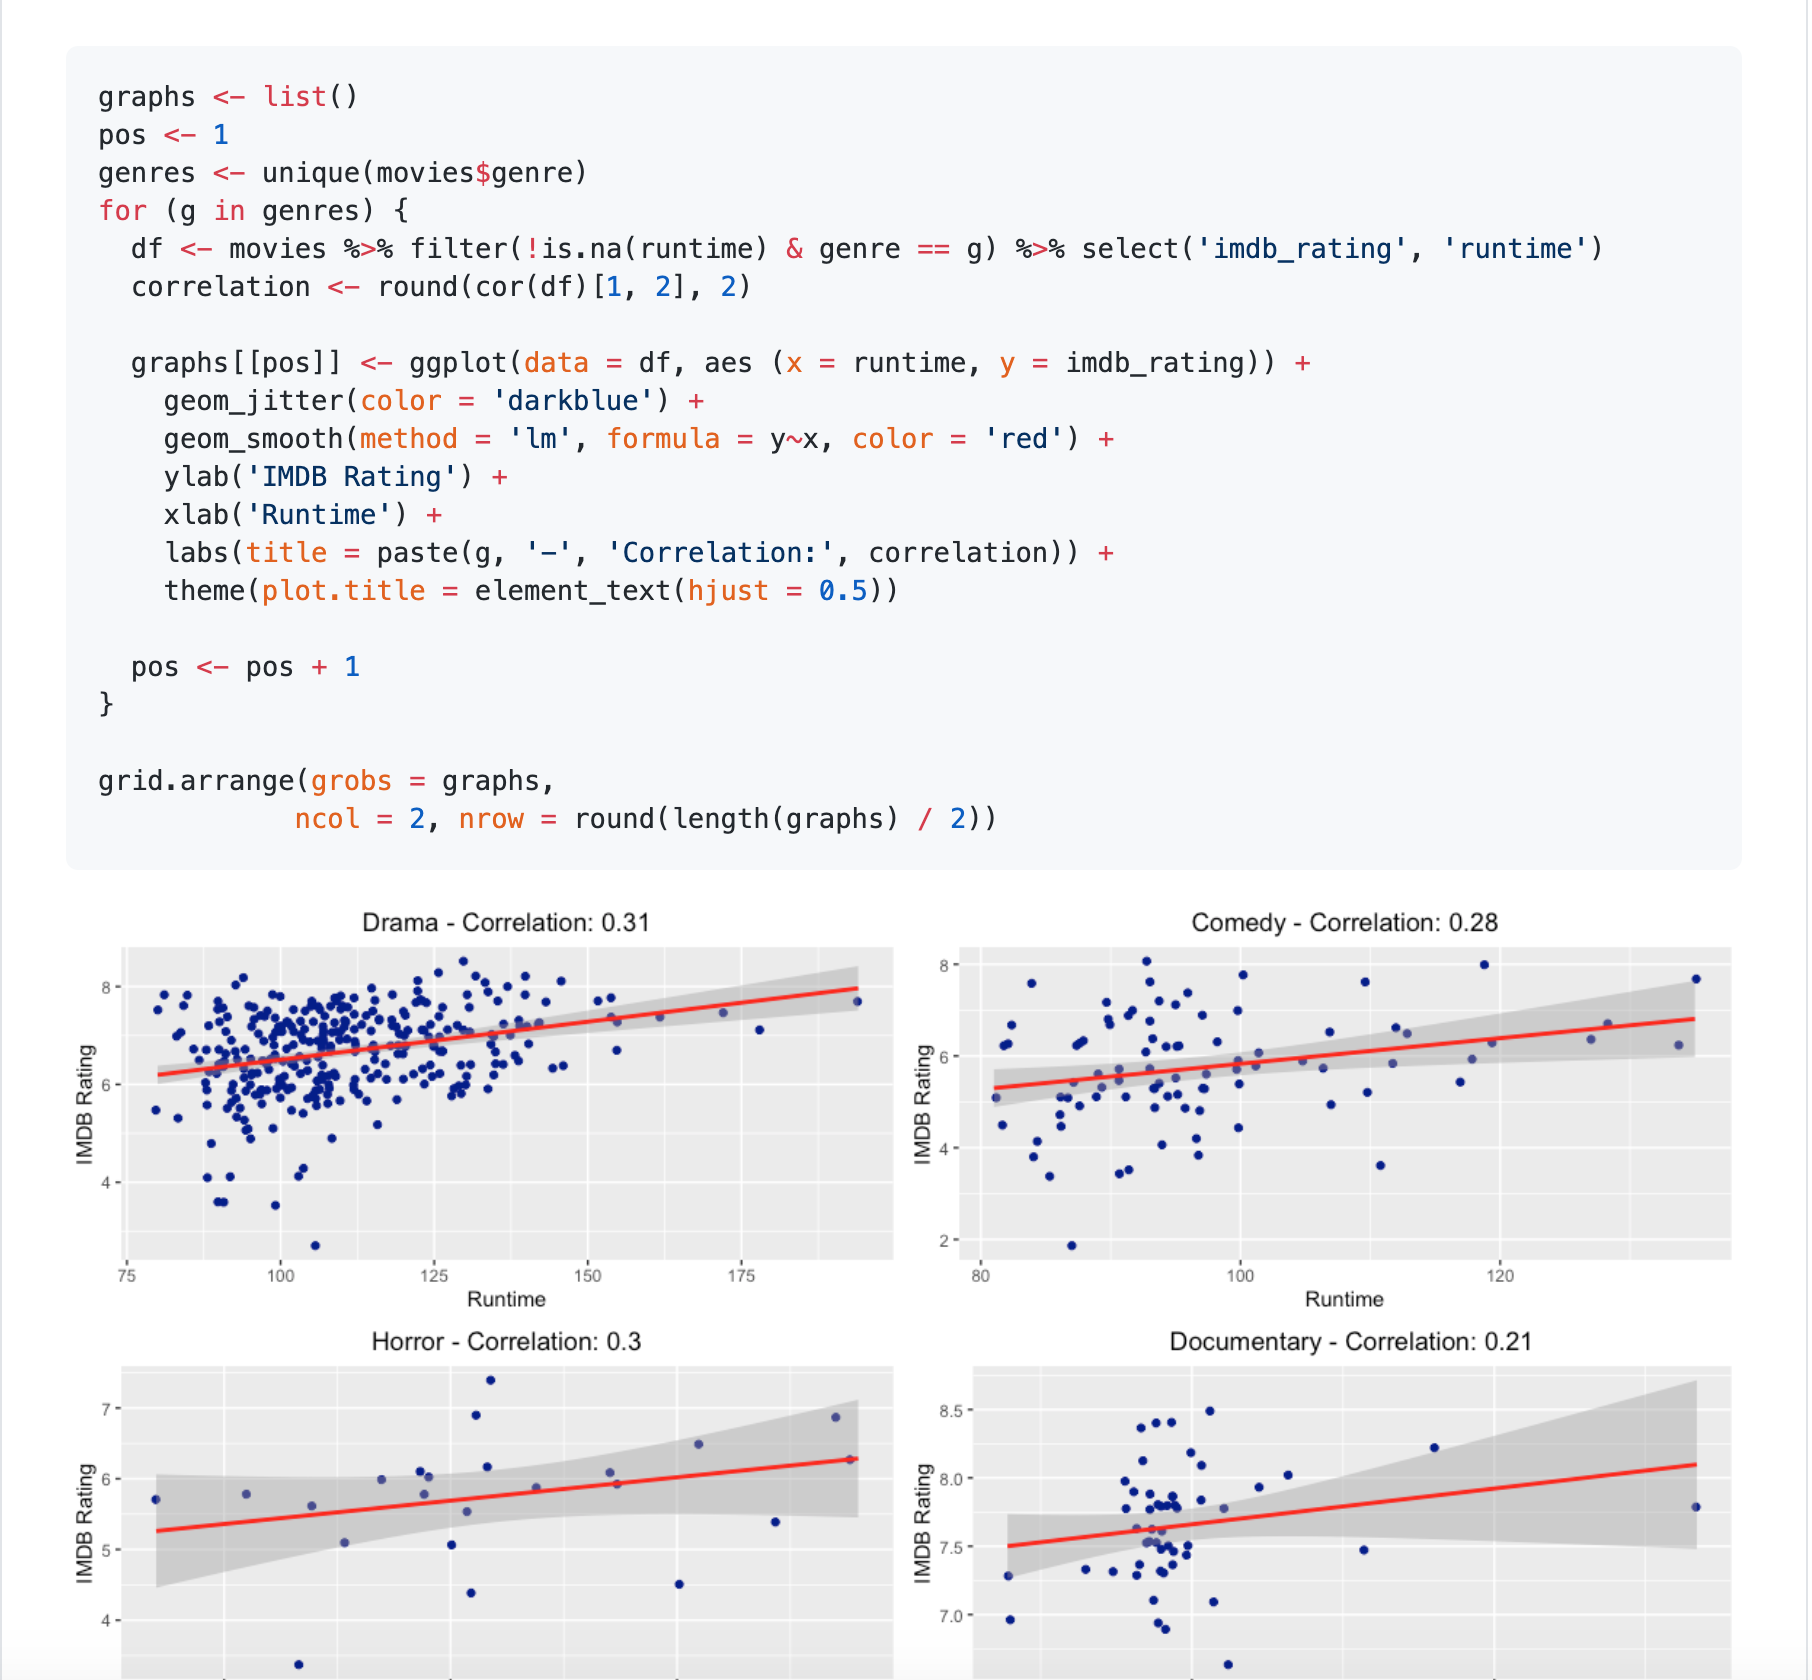 graphs <- list()
pos <- 1
genres <- unique(movies$genre)
for (g in genres) {
  df <- movies %>% filter(!is.na(runtime) & genre == g) %>% select('imdb_rating', 'runtime')
  correlation <- round(cor(df)[1, 2], 2)
  graphs[[pos]] <- ggplot(data = df, aes (x = runtime, y = imdb_rating)) +
    geom_jitter(color = 'darkblue') +
    geom_smooth(method = 'lm', formula = y~x, color = 'red') +
    ylab('IMDB Rating') +
    xlab('Runtime') +
    labs(title = paste(g, '-', 'Correlation:', correlation)) +
    theme(plot.title = element_text(hjust = 0.5))
  pos <- pos + 1
}
grid.arrange(grobs = graphs,
            ncol = 2, nrow = round(length(graphs) / 2))
Drama - Correlation: 0.31
IMDB Rating
8
6
4
75 100 125 150 175
Runtime
Comedy - Correlation: 0.28
IMDB Rating
8
6
4
2
80 100 120
Runtime
Horror - Correlation: 0.3
IMDB Rating
7
6
5
4
Documentary - Correlation: 0.21
IMDB Rating
8.5
8.0
7.5
7.0